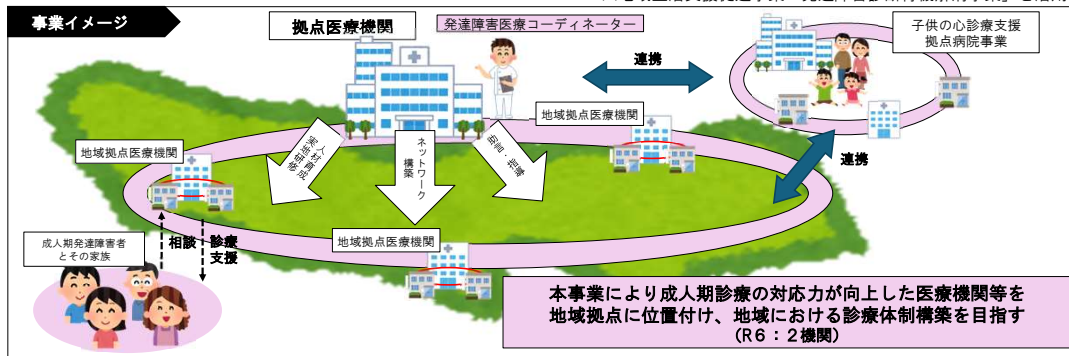 事業イメージ
拠点医療機関
発達障害医療コーディネーター
子供の心診療支援
拠点病院事業
連携
地域拠点医療機関
地域拠点医療機関
人材育成
実地研修
ネットワーク
構築
助言・指導
連携
地域拠点医療機関
成人期発達障害者
とその家族
相談
診療
支援
本事業により成人期診療の対応力が向上した医療機関等を
地域拠点に位置付け、地域における診療体制構築を目指す
(R6：2機関)